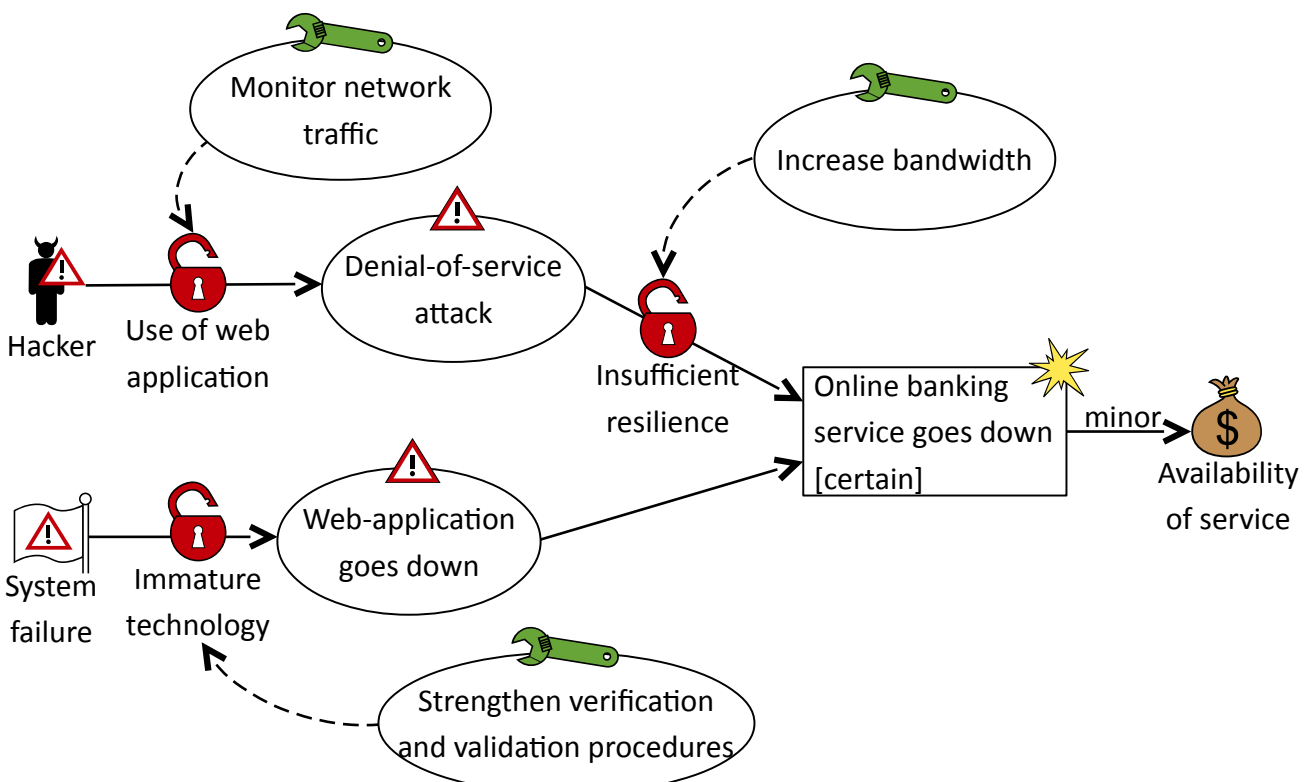 Monitor network
traffic
Increase bandwidth
Denial-of-service
attack
Hacker
Use of web
application
Insufficient
resilience
Online banking
service goes down
[certain]
minor
$
Availability
of service
Web-application
goes down
System
failure
Immature
technology
Strengthen verification
and validation procedures